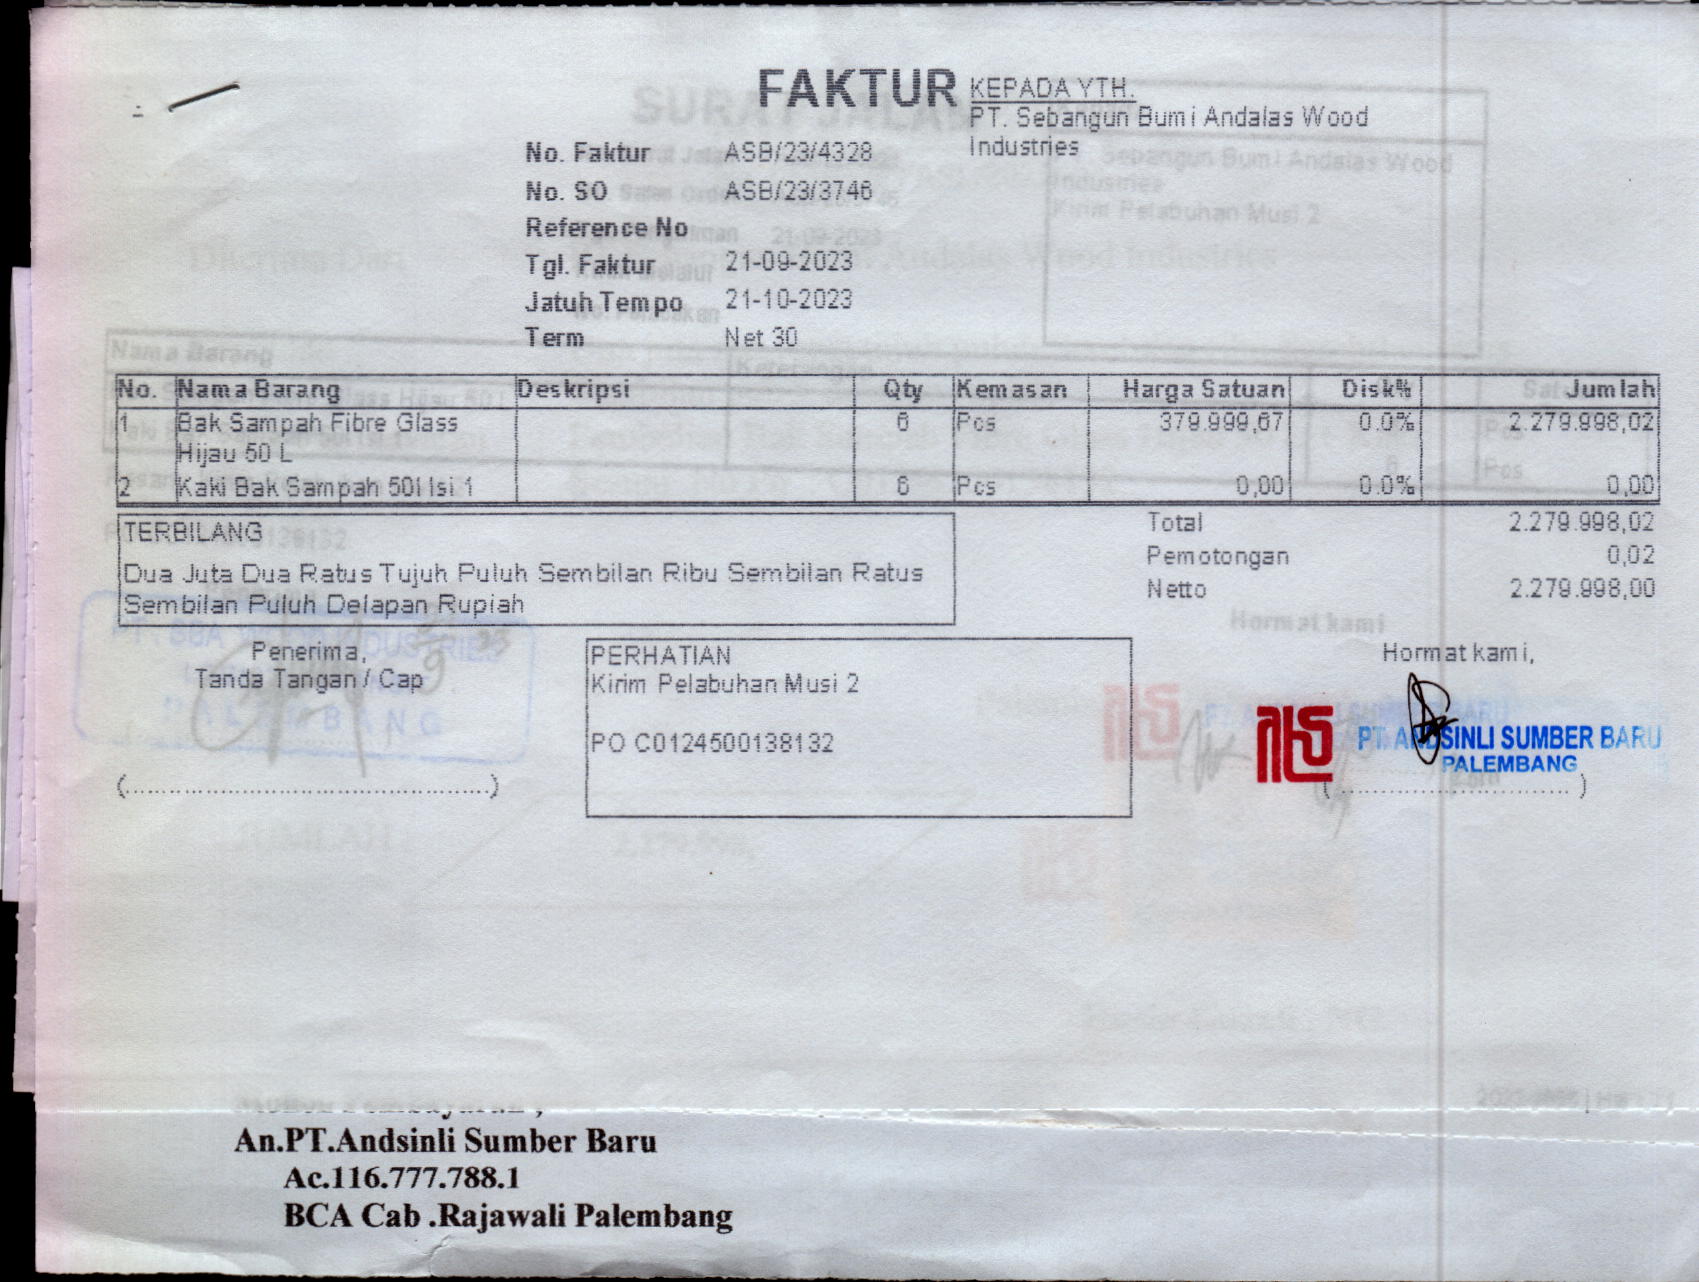 FAKTUR
KEPADA YTH.
PT. Sebangun Bumi Andalas Wood
Industries
No. Faktur ASB/23/4328
No. SO ASB/23/3746
Reference No
Tgl. Faktur 21-09-2023
Jatuh Tempo 21-10-2023
Term Net 30
No. Nama Barang Deskripsi Qty Kemasan Harga Satuan Disk% Jumlah
1 Bak Sampah Fibre Glass 6 Pcs 379.999,67 0.0% 2.279.998,02
Hijau 50 L
2 Kaki Bak Sampah 50l Isi 1 6 Pcs 0,00 0.0% 0,00
TERBILANG
Dua Juta Dua Ratus Tujuh Puluh Sembilan Ribu Sembilan Ratus
Sembilan Puluh Delapan Rupiah
Total 2.279.998,02
Pemotongan 0,02
Netto 2.279.998,00
Penerima,
Tanda Tangan / Cap
(................................................)
PERHATIAN
Kirim Pelabuhan Musi 2
PO C0124500138132
Hormat kami,
PT. ANDSINLI SUMBER BARU
PALEMBANG
(..............................)
An.PT.Andsinli Sumber Baru
Ac.116.777.788.1
BCA Cab .Rajawali Palembang